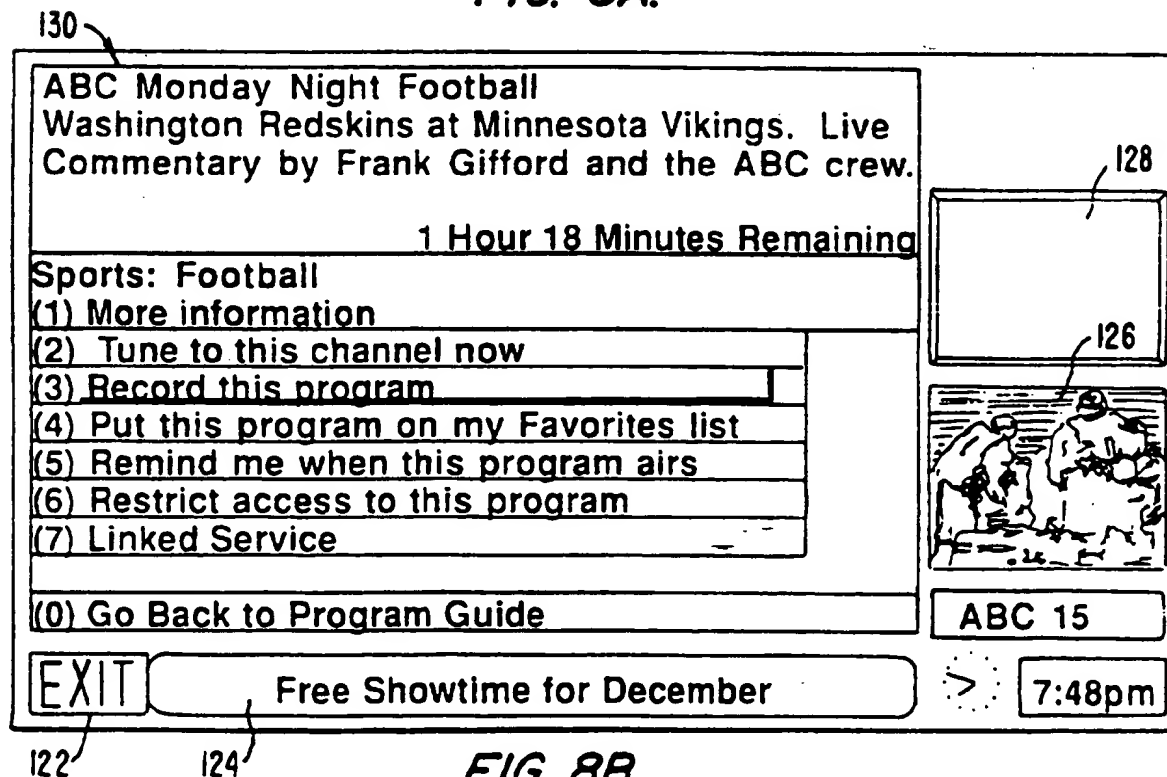 130
ABC Monday Night Football
Washington Redskins at Minnesota Vikings. Live
Commentary by Frank Gifford and the ABC crew.
128
1 Hour 18 Minutes Remaining
Sports: Football
(1) More information
(2) Tune to this channel now
126
(3) Record this program
(4) Put this program on my Favorites list
(5) Remind me when this program airs
(6) Restrict access to this program
(7) Linked Service
(0) Go Back to Program Guide
ABC 15
EXIT
Free Showtime for December
7:48pm
122
124
FIG. 8B